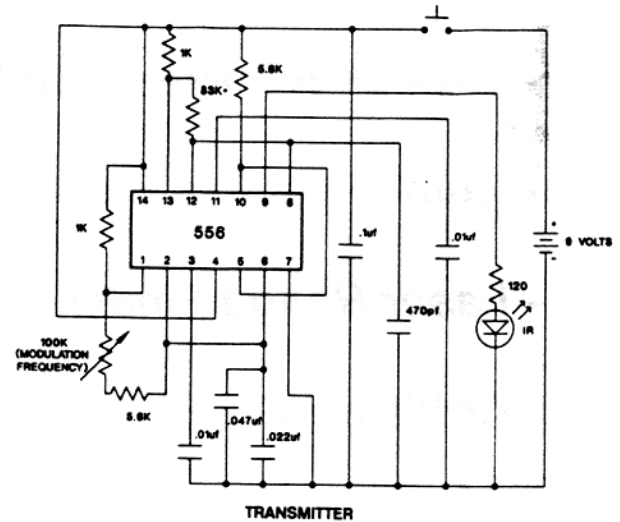 1K
5.6K
33K*
14 13 12 11 10 9 8
556
1 2 3 4 5 6 7
1K
.1uf
.01uf
9 VOLTS
+
-
120
IR
470pf
100K
(MODULATION
FREQUENCY)
5.6K
.01uf
.047uf
.022uf
TRANSMITTER